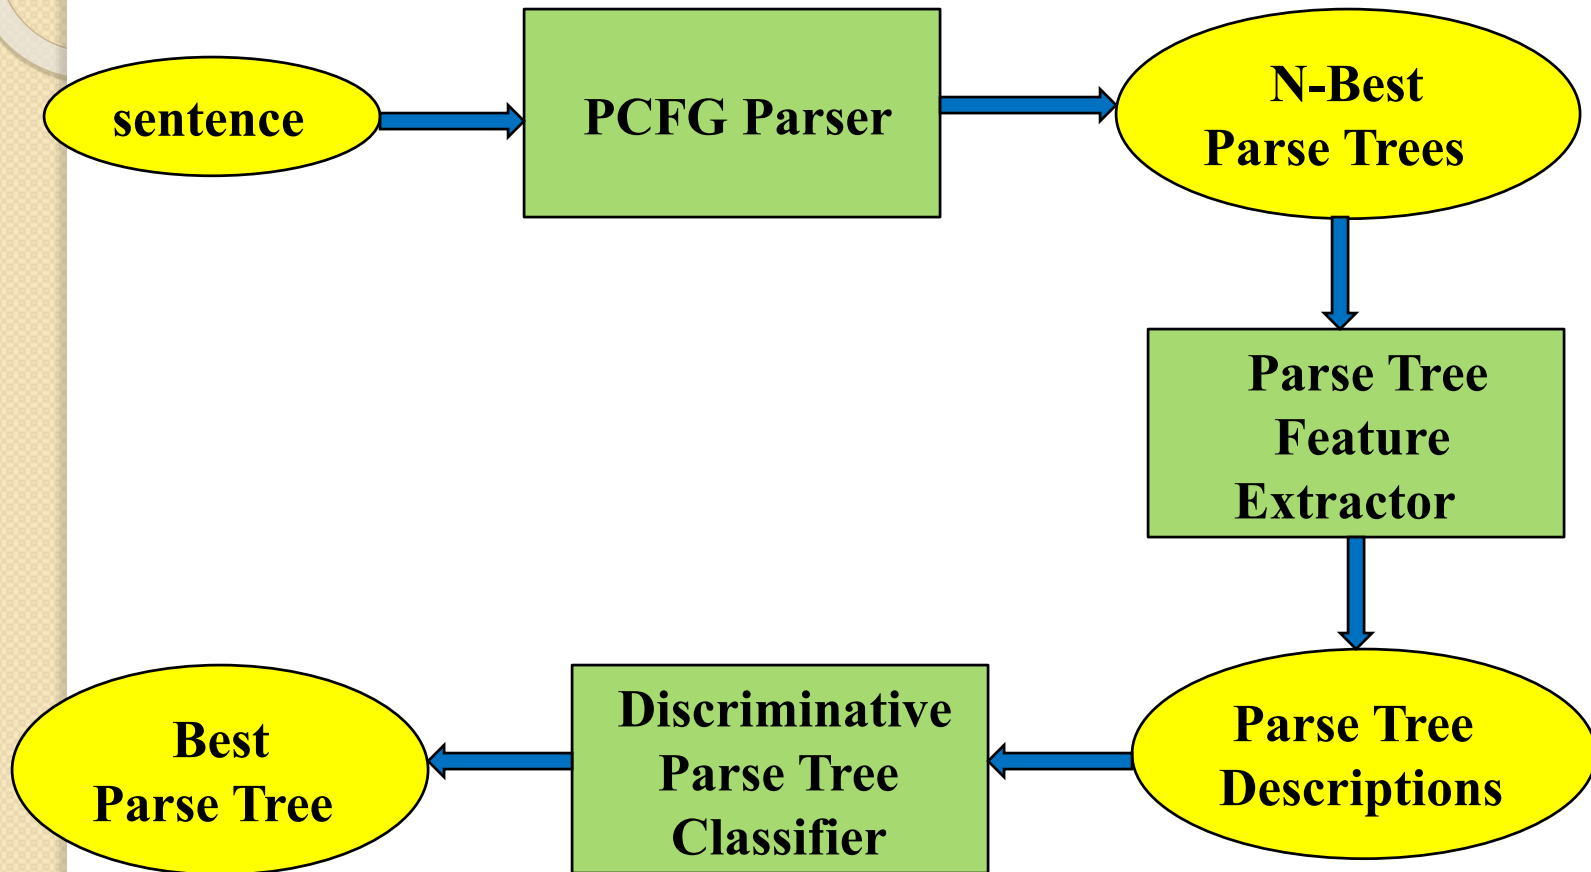 sentence
PCFG Parser
N-Best
Parse Trees
Parse Tree
Feature
Extractor
Parse Tree
Descriptions
Discriminative
Parse Tree
Classifier
Best
Parse Tree